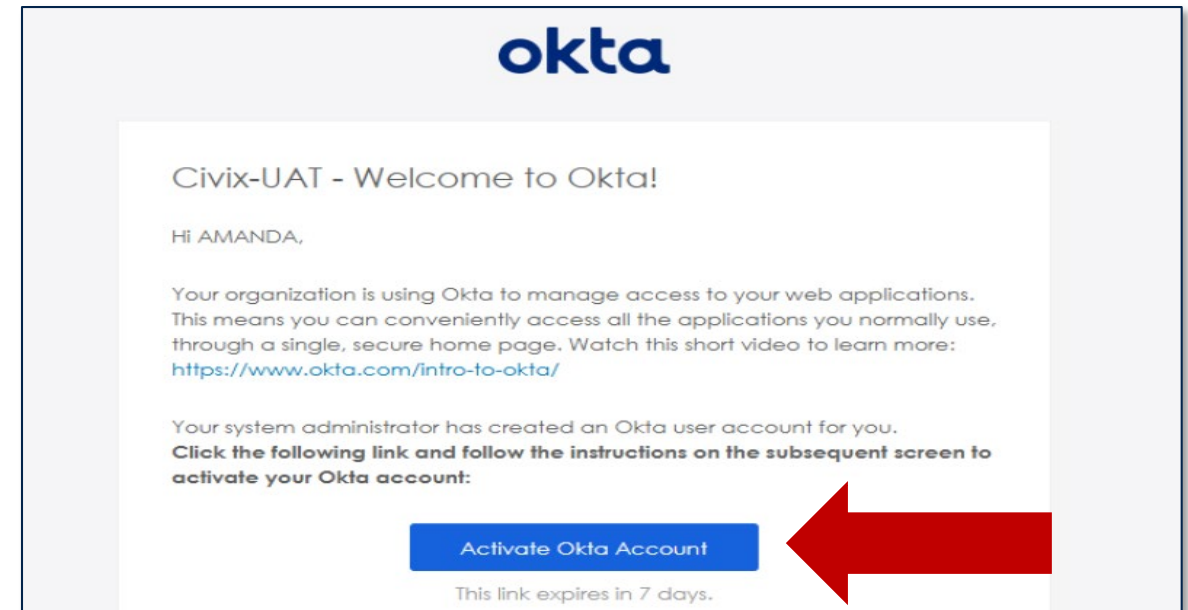 okta
Civix-UAT - Welcome to Okta!
Hi AMANDA,
Your organization is using Okta to manage access to your web applications.
This means you can conveniently access all the applications you normally use,
through a single, secure home page. Watch this short video to learn more:
https://www.okta.com/intro-to-okta/
Your system administrator has created an Okta user account for you.
Click the following link and follow the instructions on the subsequent screen to
activate your Okta account:
Activate Okta Account
This link expires in 7 days.